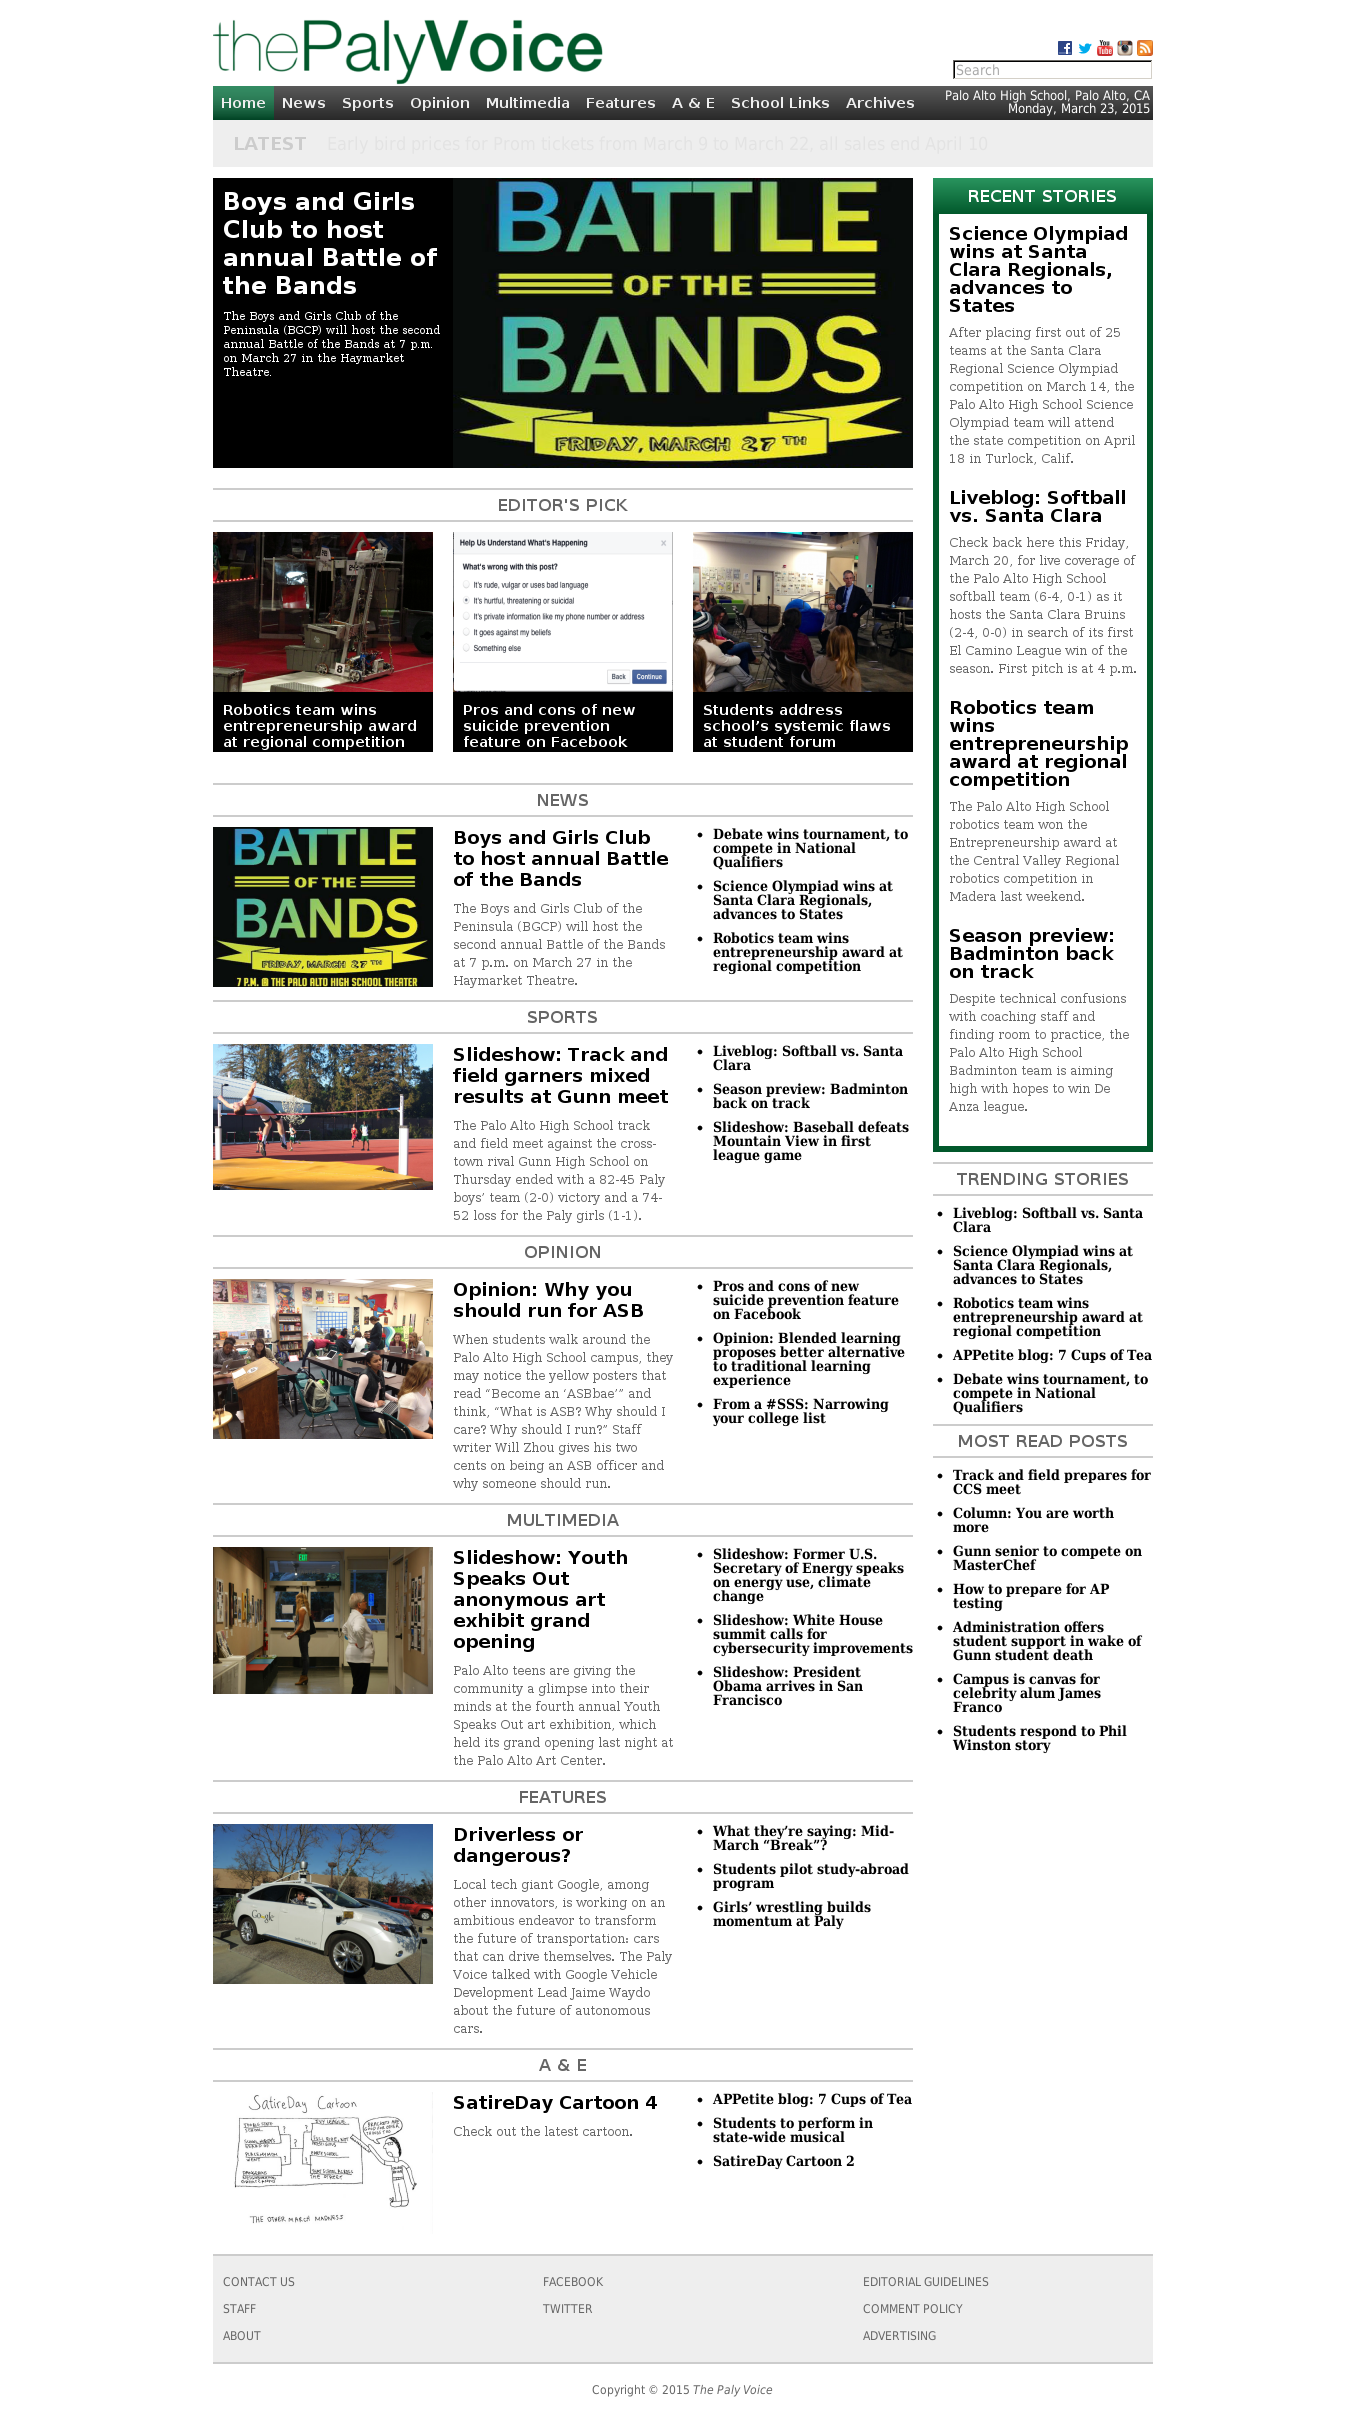 thePalyVoice
Search
Home News Sports Opinion Multimedia Features A & E School Links Archives
Palo Alto High School, Palo Alto, CA
Monday, March 23, 2015
LATEST Early bird prices for Prom tickets from March 9 to March 22, all sales end April 10
Boys and Girls
Club to host
annual Battle of
the Bands
The Boys and Girls Club of the
Peninsula (BGCP) will host the second
annual Battle of the Bands at 7 p.m.
on March 27 in the Haymarket
Theatre.
BATTLE
OF THE
BANDS
FRIDAY, MARCH 27TH
EDITOR'S PICK
Robotics team wins
entrepreneurship award
at regional competition
Help Us Understand What's Happening x
What's wrong with this post?
It's rude, vulgar or uses bad language
It's hurtful, threatening or suicidal
It's private information like my phone number or address
It goes against my beliefs
Something else
Back Continue
Pros and cons of new
suicide prevention
feature on Facebook
Students address
school’s systemic flaws
at student forum
NEWS
BATTLE
OF THE
BANDS
FRIDAY, MARCH 27TH
7 P.M. @ THE PALO ALTO HIGH SCHOOL THEATER
Boys and Girls Club
to host annual Battle
of the Bands
The Boys and Girls Club of the
Peninsula (BGCP) will host the
second annual Battle of the Bands
at 7 p.m. on March 27 in the
Haymarket Theatre.
• Debate wins tournament, to
compete in National
Qualifiers
• Science Olympiad wins at
Santa Clara Regionals,
advances to States
• Robotics team wins
entrepreneurship award at
regional competition
SPORTS
Slideshow: Track and
field garners mixed
results at Gunn meet
The Palo Alto High School track
and field meet against the cross-
town rival Gunn High School on
Thursday ended with a 82-45 Paly
boys’ team (2-0) victory and a 74-
52 loss for the Paly girls (1-1).
• Liveblog: Softball vs. Santa
Clara
• Season preview: Badminton
back on track
• Slideshow: Baseball defeats
Mountain View in first
league game
OPINION
Opinion: Why you
should run for ASB
When students walk around the
Palo Alto High School campus, they
may notice the yellow posters that
read “Become an ‘ASBbae’” and
think, “What is ASB? Why should I
care? Why should I run?” Staff
writer Will Zhou gives his two
cents on being an ASB officer and
why someone should run.
• Pros and cons of new
suicide prevention feature
on Facebook
• Opinion: Blended learning
proposes better alternative
to traditional learning
experience
• From a #SSS: Narrowing
your college list
MULTIMEDIA
Slideshow: Youth
Speaks Out
anonymous art
exhibit grand
opening
Palo Alto teens are giving the
community a glimpse into their
minds at the fourth annual Youth
Speaks Out art exhibition, which
held its grand opening last night at
the Palo Alto Art Center.
• Slideshow: Former U.S.
Secretary of Energy speaks
on energy use, climate
change
• Slideshow: White House
summit calls for
cybersecurity improvements
• Slideshow: President
Obama arrives in San
Francisco
FEATURES
Google
Driverless or
dangerous?
Local tech giant Google, among
other innovators, is working on an
ambitious endeavor to transform
the future of transportation: cars
that can drive themselves. The Paly
Voice talked with Google Vehicle
Development Lead Jaime Waydo
about the future of autonomous
cars.
• What they’re saying: Mid-
March “Break”?
• Students pilot study-abroad
program
• Girls’ wrestling builds
momentum at Paly
A & E
SatireDay Cartoon
THE OTHER MARCH MADNESS
SatireDay Cartoon 4
Check out the latest cartoon.
• APPetite blog: 7 Cups of Tea
• Students to perform in
state-wide musical
• SatireDay Cartoon 2
RECENT STORIES
Science Olympiad
wins at Santa
Clara Regionals,
advances to
States
After placing first out of 25
teams at the Santa Clara
Regional Science Olympiad
competition on March 14, the
Palo Alto High School Science
Olympiad team will attend
the state competition on April
18 in Turlock, Calif.
Liveblog: Softball
vs. Santa Clara
Check back here this Friday,
March 20, for live coverage of
the Palo Alto High School
softball team (6-4, 0-1) as it
hosts the Santa Clara Bruins
(2-4, 0-0) in search of its first
El Camino League win of the
season. First pitch is at 4 p.m.
Robotics team
wins
entrepreneurship
award at regional
competition
The Palo Alto High School
robotics team won the
Entrepreneurship award at
the Central Valley Regional
robotics competition in
Madera last weekend.
Season preview:
Badminton back
on track
Despite technical confusions
with coaching staff and
finding room to practice, the
Palo Alto High School
Badminton team is aiming
high with hopes to win De
Anza league.
TRENDING STORIES
• Liveblog: Softball vs. Santa
Clara
• Science Olympiad wins at
Santa Clara Regionals,
advances to States
• Robotics team wins
entrepreneurship award at
regional competition
• APPetite blog: 7 Cups of Tea
• Debate wins tournament, to
compete in National
Qualifiers
MOST READ POSTS
• Track and field prepares for
CCS meet
• Column: You are worth
more
• Gunn senior to compete on
MasterChef
• How to prepare for AP
testing
• Administration offers
student support in wake of
Gunn student death
• Campus is canvas for
celebrity alum James
Franco
• Students respond to Phil
Winston story
CONTACT US
STAFF
ABOUT
FACEBOOK
TWITTER
EDITORIAL GUIDELINES
COMMENT POLICY
ADVERTISING
Copyright © 2015 The Paly Voice